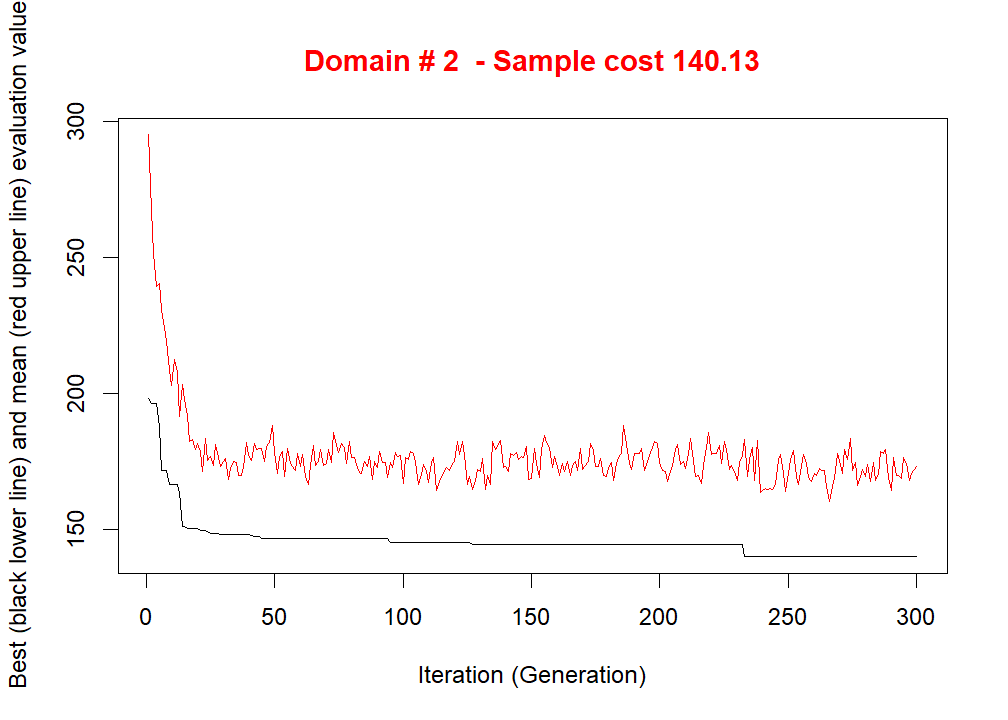 Domain # 2  - Sample cost 140.13
Best (black lower line) and mean (red upper line) evaluation value
300
250
200
150
0 50 100 150 200 250 300
Iteration (Generation)